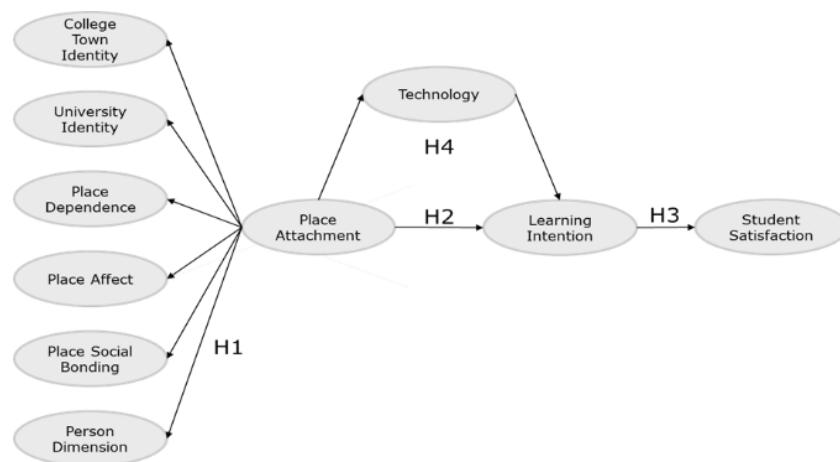 College
Town
Identity
University
Identity
Place
Dependence
Place Affect
Place Social
Bonding
Person
Dimension
H1
Place
Attachment
Technology
H4
H2
Learning
Intention
H3
Student
Satisfaction